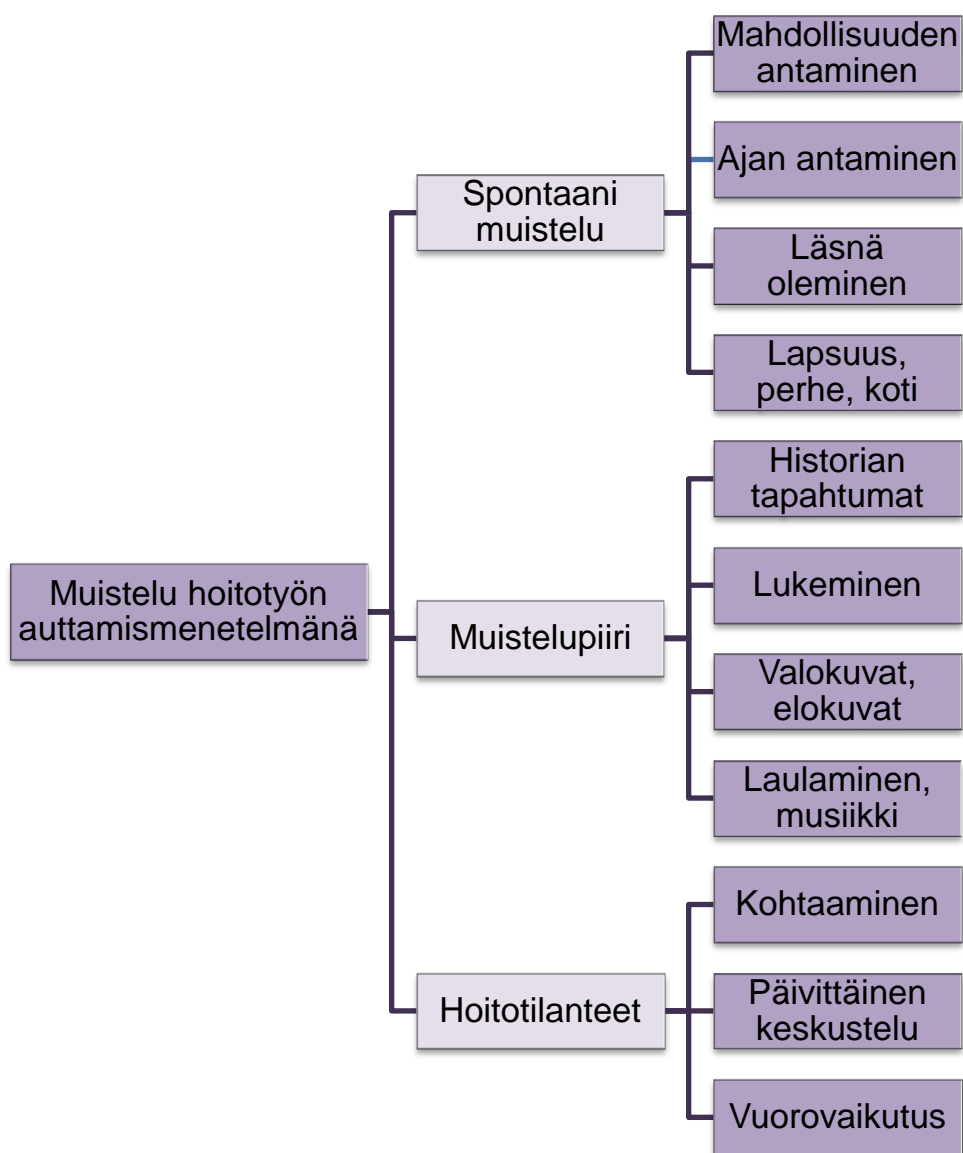 Muistelu hoitotyön
auttamismenetelmänä
Spontaani
muistelu
Mahdollisuuden
antaminen
Ajan antaminen
Läsnä
oleminen
Lapsuus,
perhe, koti
Muistelupiiri
Historian
tapahtumat
Lukeminen
Valokuvat,
elokuvat
Laulaminen,
musiikki
Hoitotilanteet
Kohtaaminen
Päivittäinen
keskustelu
Vuorovaikutus